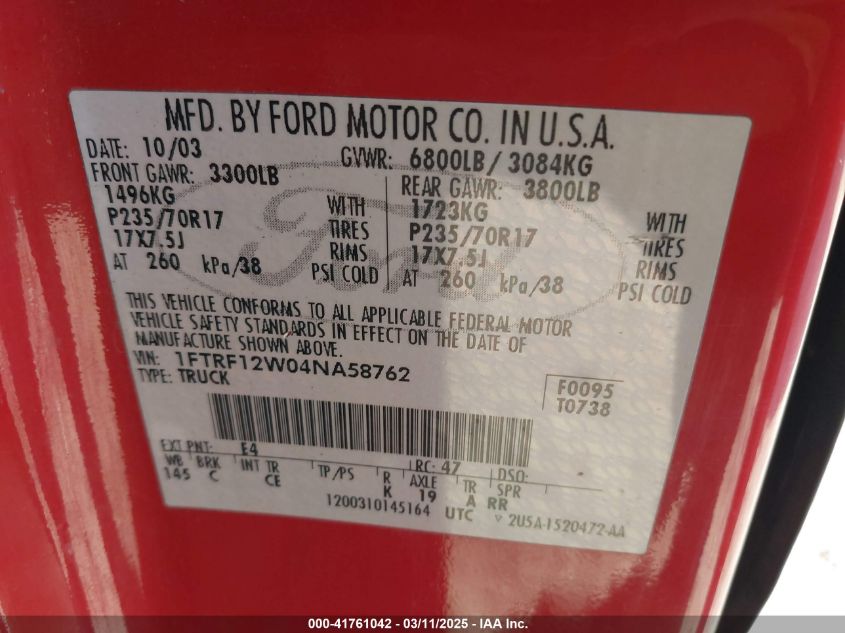 MFD. BY FORD MOTOR CO. IN U.S.A.
DATE: 10/03 GVWR: 6800LB/ 3084KG
FRONT GAWR: 3300LB REAR GAWR: 3800LB
1496KG WITH 1723KG WITH
P235/70R17 TIRES P235/70R17 TIRES
17X7.5J RIMS 17X7.5J RIMS
AT 260 kPa/38 PSI COLD AT 260 kPa/38 PSI COLD
THIS VEHICLE CONFORMS TO ALL APPLICABLE FEDERAL MOTOR
VEHICLE SAFETY STANDARDS IN EFFECT ON THE DATE OF
MANUFACTURE SHOWN ABOVE.
VIN: 1FTRF12W04NA58762
TYPE: TRUCK
F0095
T0738
EXT PNT: E4 RC: 47 DSO:
WB BRK INT TR TP/PS R AXLE TR SPR
145 C CE K 19 A RR
1200310145164 UTC ▽ 2U5A-1520472-AA
Ford
000-41761042 - 03/11/2025 - IAA Inc.